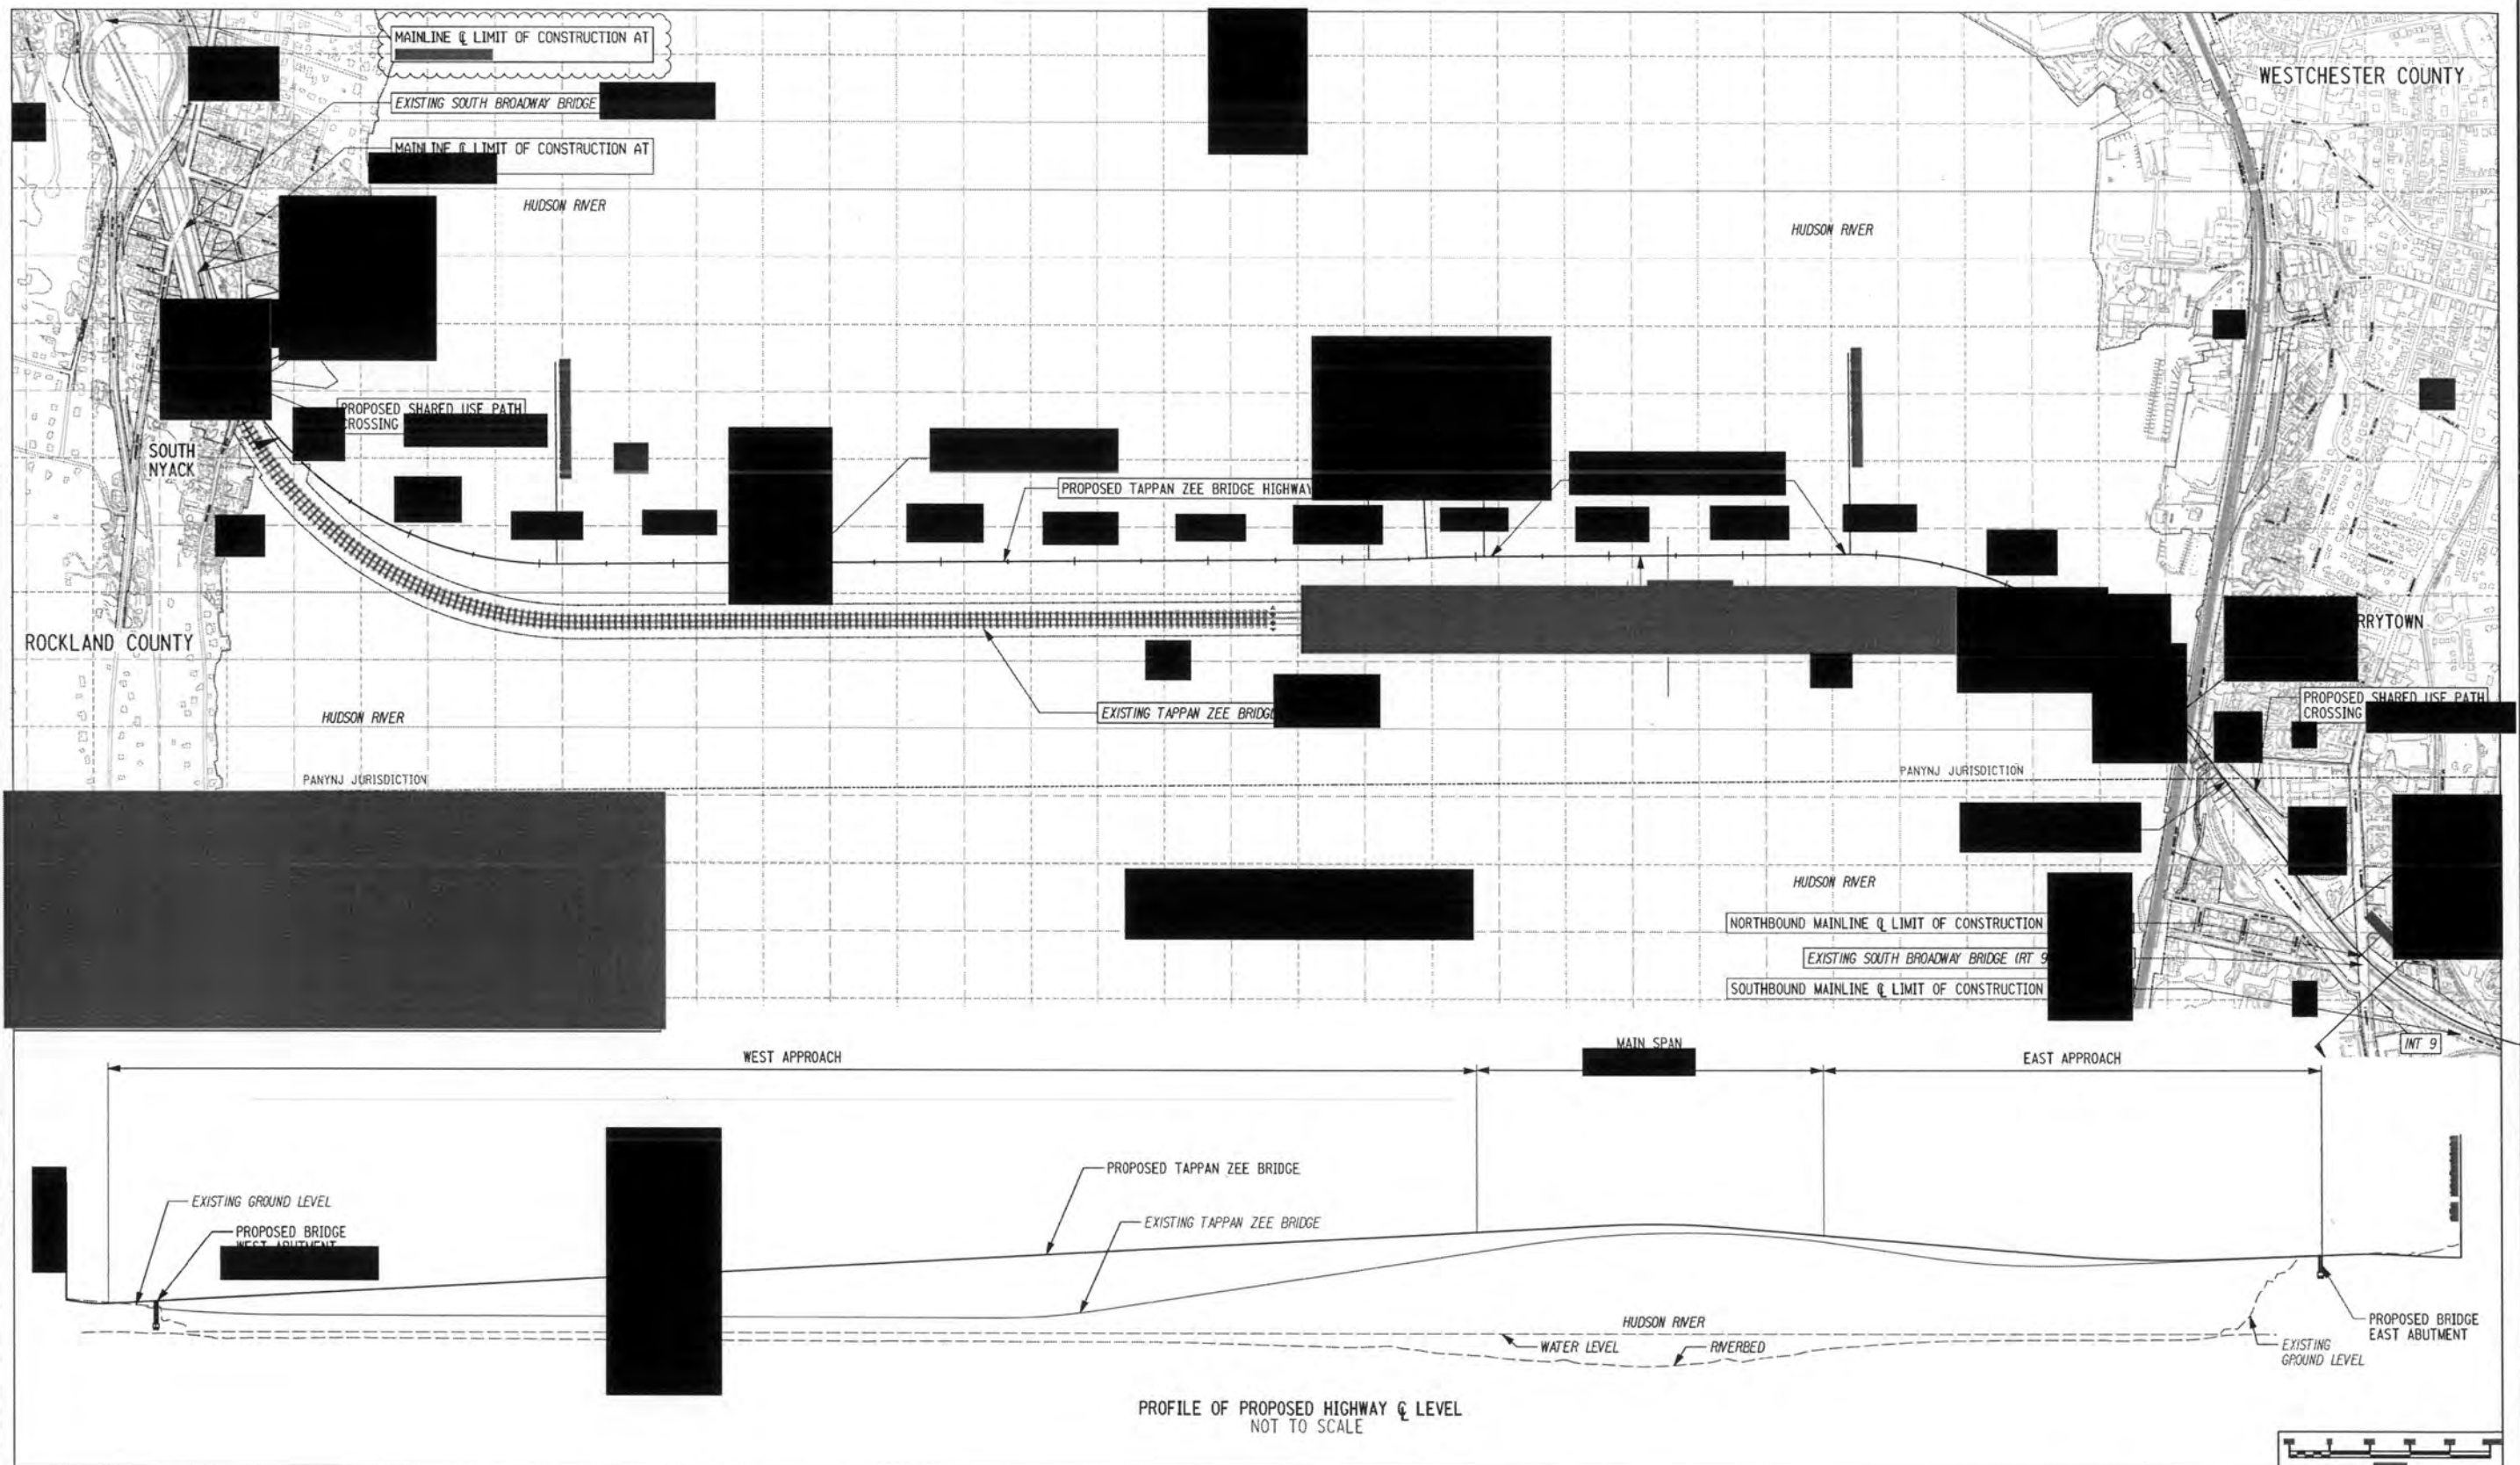 MAINLINE ℄ LIMIT OF CONSTRUCTION AT
EXISTING SOUTH BROADWAY BRIDGE
MAINLINE ℄ LIMIT OF CONSTRUCTION AT
HUDSON RIVER
HUDSON RIVER
WESTCHESTER COUNTY
PROPOSED SHARED USE PATH
CROSSING
SOUTH
NYACK
PROPOSED TAPPAN ZEE BRIDGE HIGHWAY
ROCKLAND COUNTY
RRYTOWN
EXISTING TAPPAN ZEE BRIDGE
HUDSON RIVER
PROPOSED SHARED USE PATH
CROSSING
PANYNJ JURISDICTION
PANYNJ JURISDICTION
HUDSON RIVER
NORTHBOUND MAINLINE ℄ LIMIT OF CONSTRUCTION
EXISTING SOUTH BROADWAY BRIDGE (RT 9
SOUTHBOUND MAINLINE ℄ LIMIT OF CONSTRUCTION
INT 9
WEST APPROACH
MAIN SPAN
EAST APPROACH
PROPOSED TAPPAN ZEE BRIDGE
EXISTING GROUND LEVEL
EXISTING TAPPAN ZEE BRIDGE
PROPOSED BRIDGE
WEST ABUTMENT
HUDSON RIVER
WATER LEVEL
RIVERBED
PROPOSED BRIDGE
EAST ABUTMENT
EXISTING
GROUND LEVEL
PROFILE OF PROPOSED HIGHWAY ℄ LEVEL
NOT TO SCALE